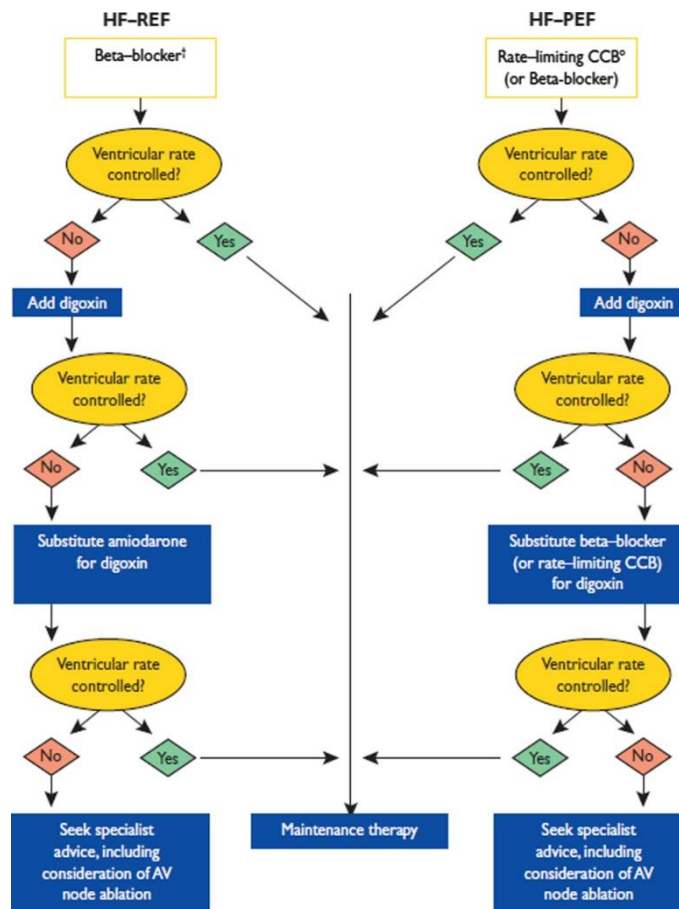 HF–REF
HF–PEF
Beta–blocker†
Rate–limiting CCB°
(or Beta-blocker)
Ventricular rate
controlled?
Ventricular rate
controlled?
No
Yes
Yes
No
Add digoxin
Add digoxin
Ventricular rate
controlled?
Ventricular rate
controlled?
No
Yes
Yes
No
Substitute amiodarone
for digoxin
Substitute beta–blocker
(or rate–limiting CCB)
for digoxin
Ventricular rate
controlled?
Ventricular rate
controlled?
No
Yes
Yes
No
Seek specialist
advice, including
consideration of AV
node ablation
Maintenance therapy
Seek specialist
advice, including
consideration of AV
node ablation